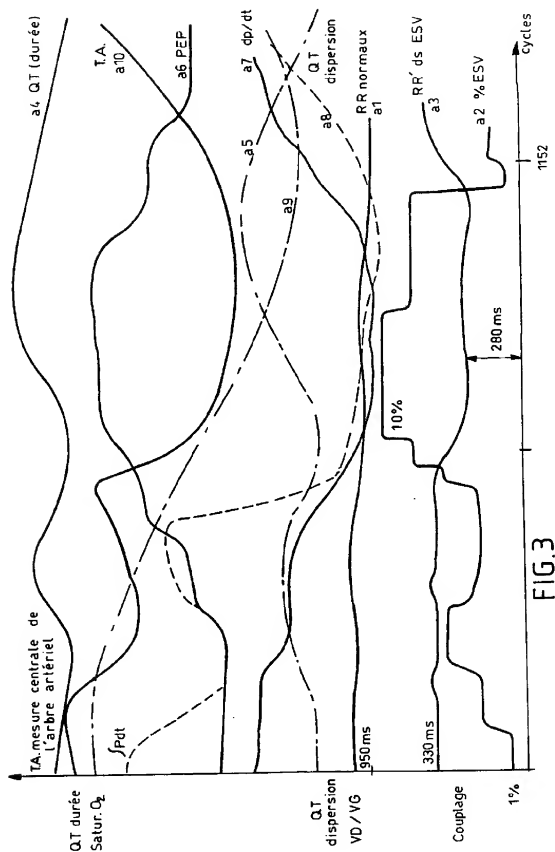 a4 QT (durée)
T.A.
a10
a6 PEP
a7 dp/dt
QT
dispersion
a5
a8
a9
RR normaux
a1
RR' ds ESV
a3
a2 % ESV
cycles
1152
T.A. mesure centrale de
l'arbre artériel
QT durée
Satur. O2
∫Pdt
QT
dispersion
VD / VG
950 ms
330 ms
Couplage
1%
10%
280 ms
FIG.3